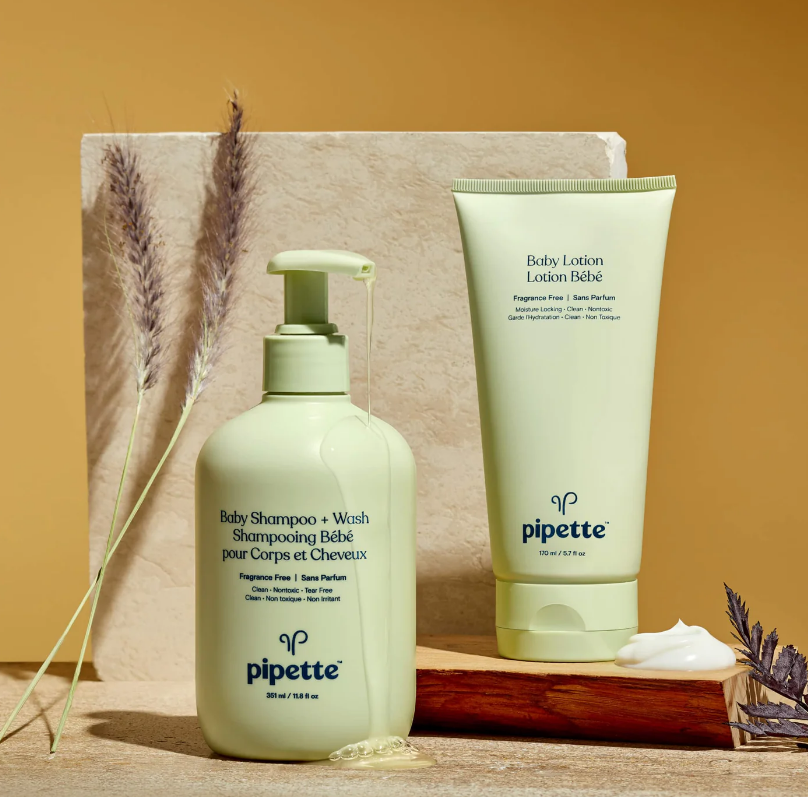 Baby Shampoo + Wash
Shampooing Bébé
pour Corps et Cheveux
Fragrance Free | Sans Parfum
Clean · Nontoxic · Tear Free
Clean · Non toxique · Non Irritant
pipette™
351 ml / 11.8 fl oz
Baby Lotion
Lotion Bébé
Fragrance Free | Sans Parfum
Moisture Locking · Clean · Nontoxic
Garde l'Hydratation · Clean · Non Toxique
pipette™
170 ml / 5.7 fl oz